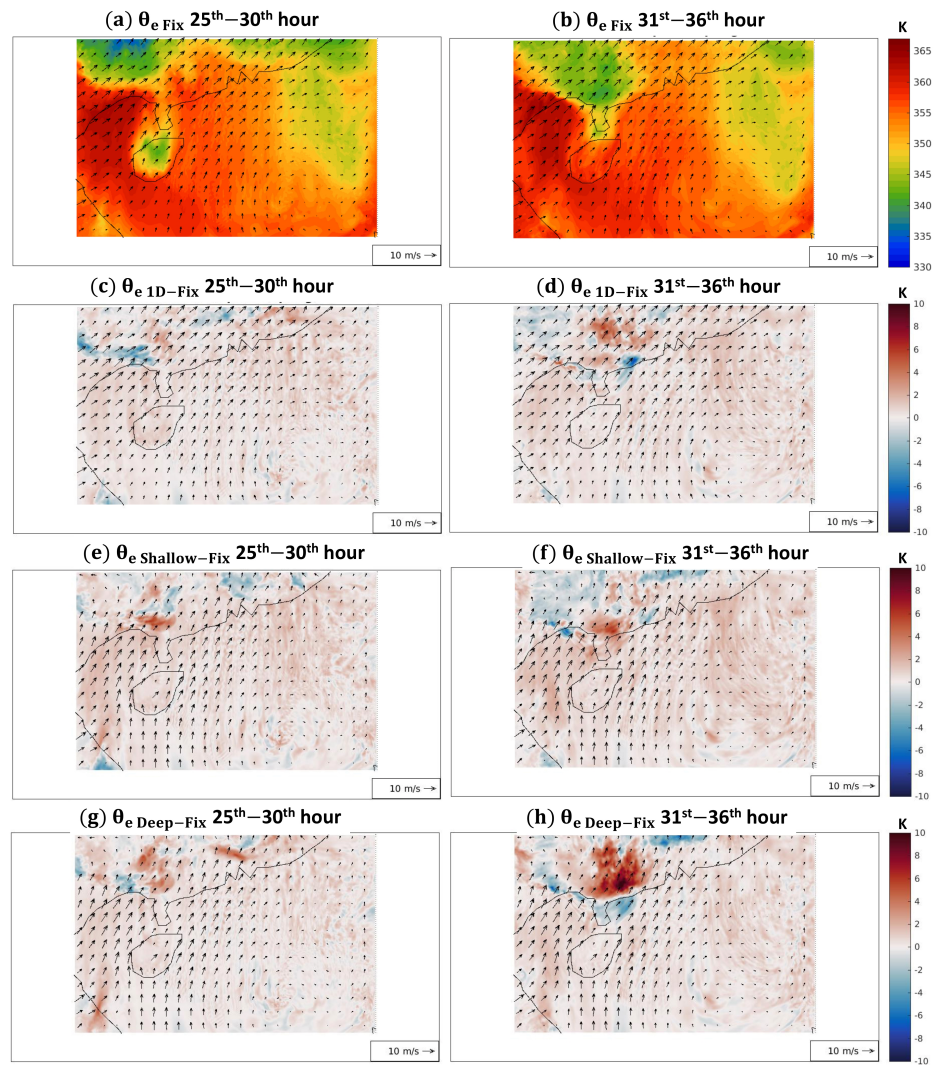 (a) θe Fix 25th−30th hour
(b) θe Fix 31st−36th hour
K
365
360
355
350
345
340
335
330
10 m/s
10 m/s
(c) θe 1D−Fix 25th−30th hour
(d) θe 1D−Fix 31st−36th hour
K
10
8
6
4
2
0
-2
-4
-6
-8
-10
10 m/s
10 m/s
(e) θe Shallow−Fix 25th−30th hour
(f) θe Shallow−Fix 31st−36th hour
K
10
8
6
4
2
0
-2
-4
-6
-8
-10
10 m/s
10 m/s
(g) θe Deep−Fix 25th−30th hour
(h) θe Deep−Fix 31st−36th hour
K
10
8
6
4
2
0
-2
-4
-6
-8
-10
10 m/s
10 m/s